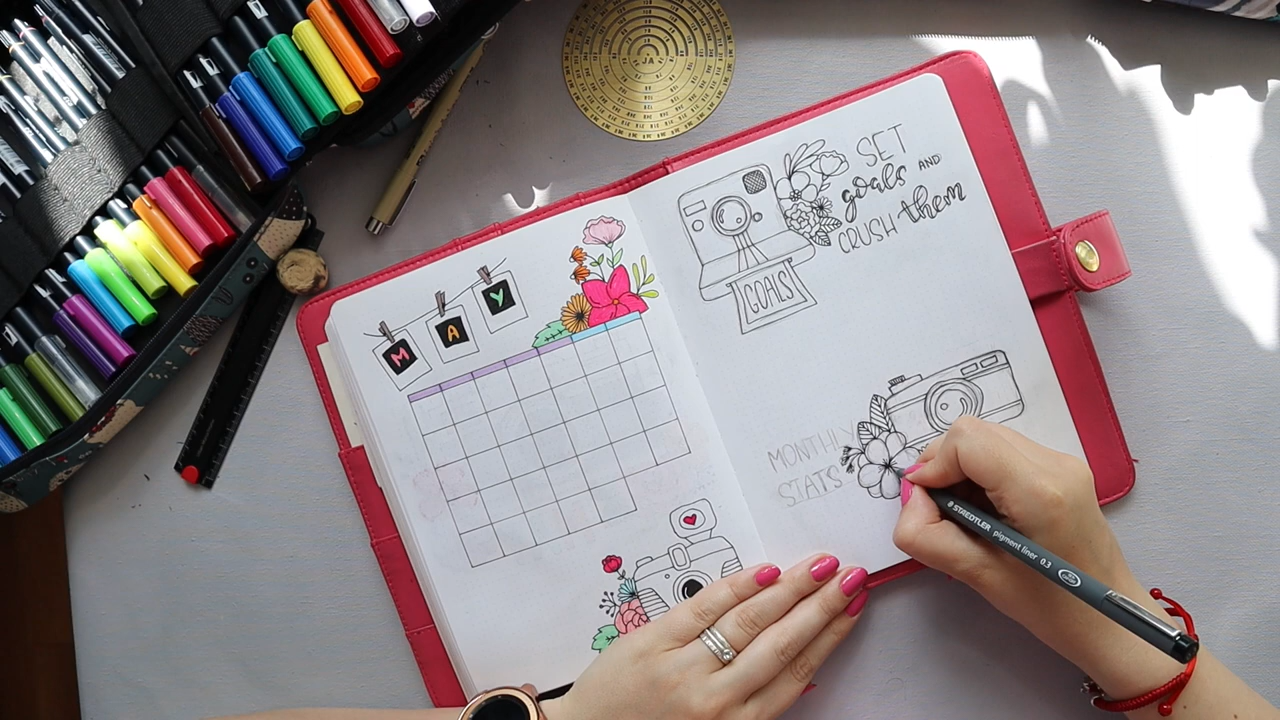 M A Y
SET
goals AND
CRUSH them
GOALS
MONTHLY
STATS
STAEDTLER pigment liner 0.3